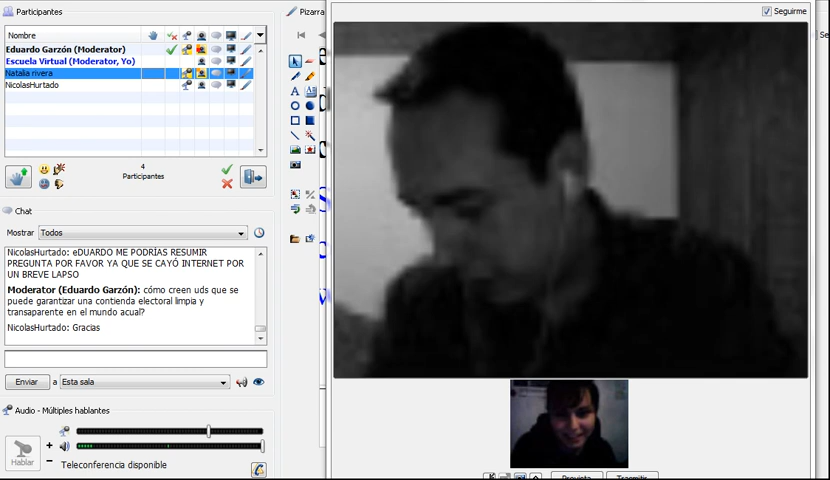 Participantes
Nombre
Eduardo Garzón (Moderator)
Escuela Virtual (Moderator, Yo)
Natalia rivera
NicolasHurtado
4
Participantes
Chat
Mostrar Todos
NicolasHurtado: eDUARDO ME PODRÍAS RESUMIR
PREGUNTA POR FAVOR YA QUE SE CAYÓ INTERNET POR
UN BREVE LAPSO
Moderator (Eduardo Garzón): cómo creen uds que se
puede garantizar una contienda electoral limpia y
transaparente en el mundo acual?
NicolasHurtado: Gracias
Enviar a Esta sala
Audio - Múltiples hablantes
Hablar
Teleconferencia disponible
Pizarra
A A
Seguirme
Se